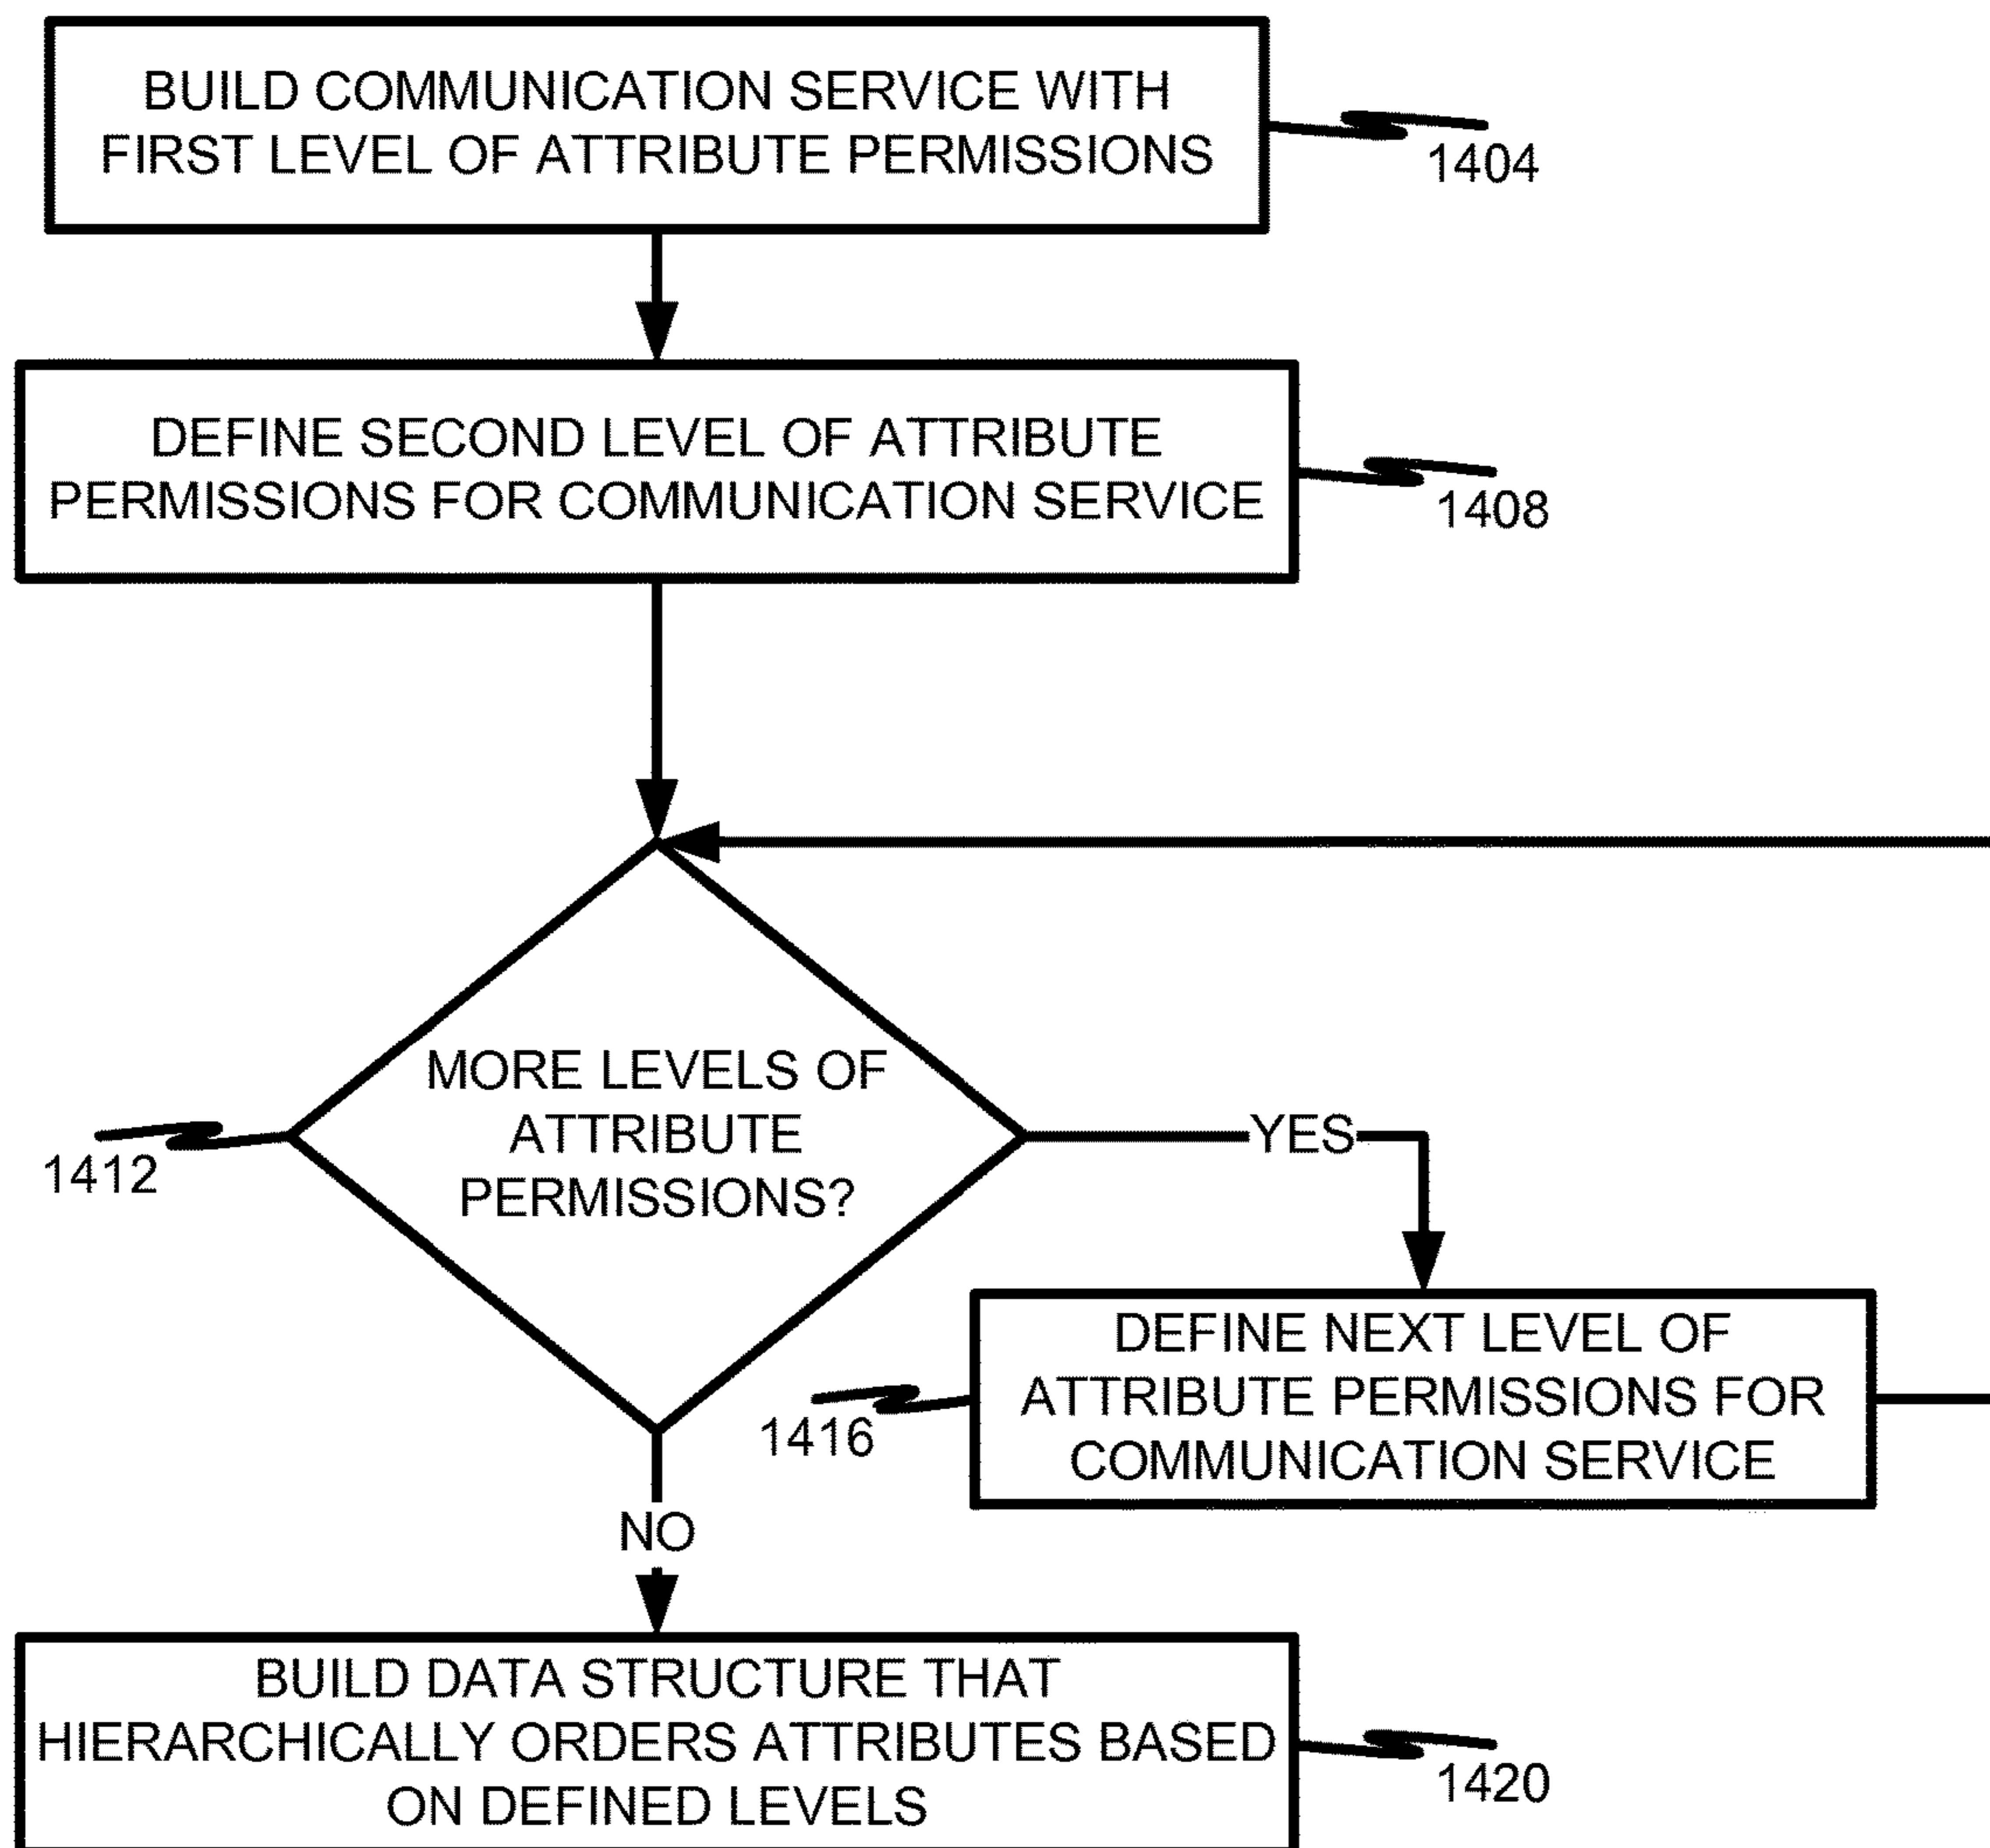 BUILD COMMUNICATION SERVICE WITH
FIRST LEVEL OF ATTRIBUTE PERMISSIONS
1404
DEFINE SECOND LEVEL OF ATTRIBUTE
PERMISSIONS FOR COMMUNICATION SERVICE
1408
MORE LEVELS OF
ATTRIBUTE
PERMISSIONS?
1412
YES
DEFINE NEXT LEVEL OF
ATTRIBUTE PERMISSIONS FOR
COMMUNICATION SERVICE
1416
NO
BUILD DATA STRUCTURE THAT
HIERARCHICALLY ORDERS ATTRIBUTES BASED
ON DEFINED LEVELS
1420